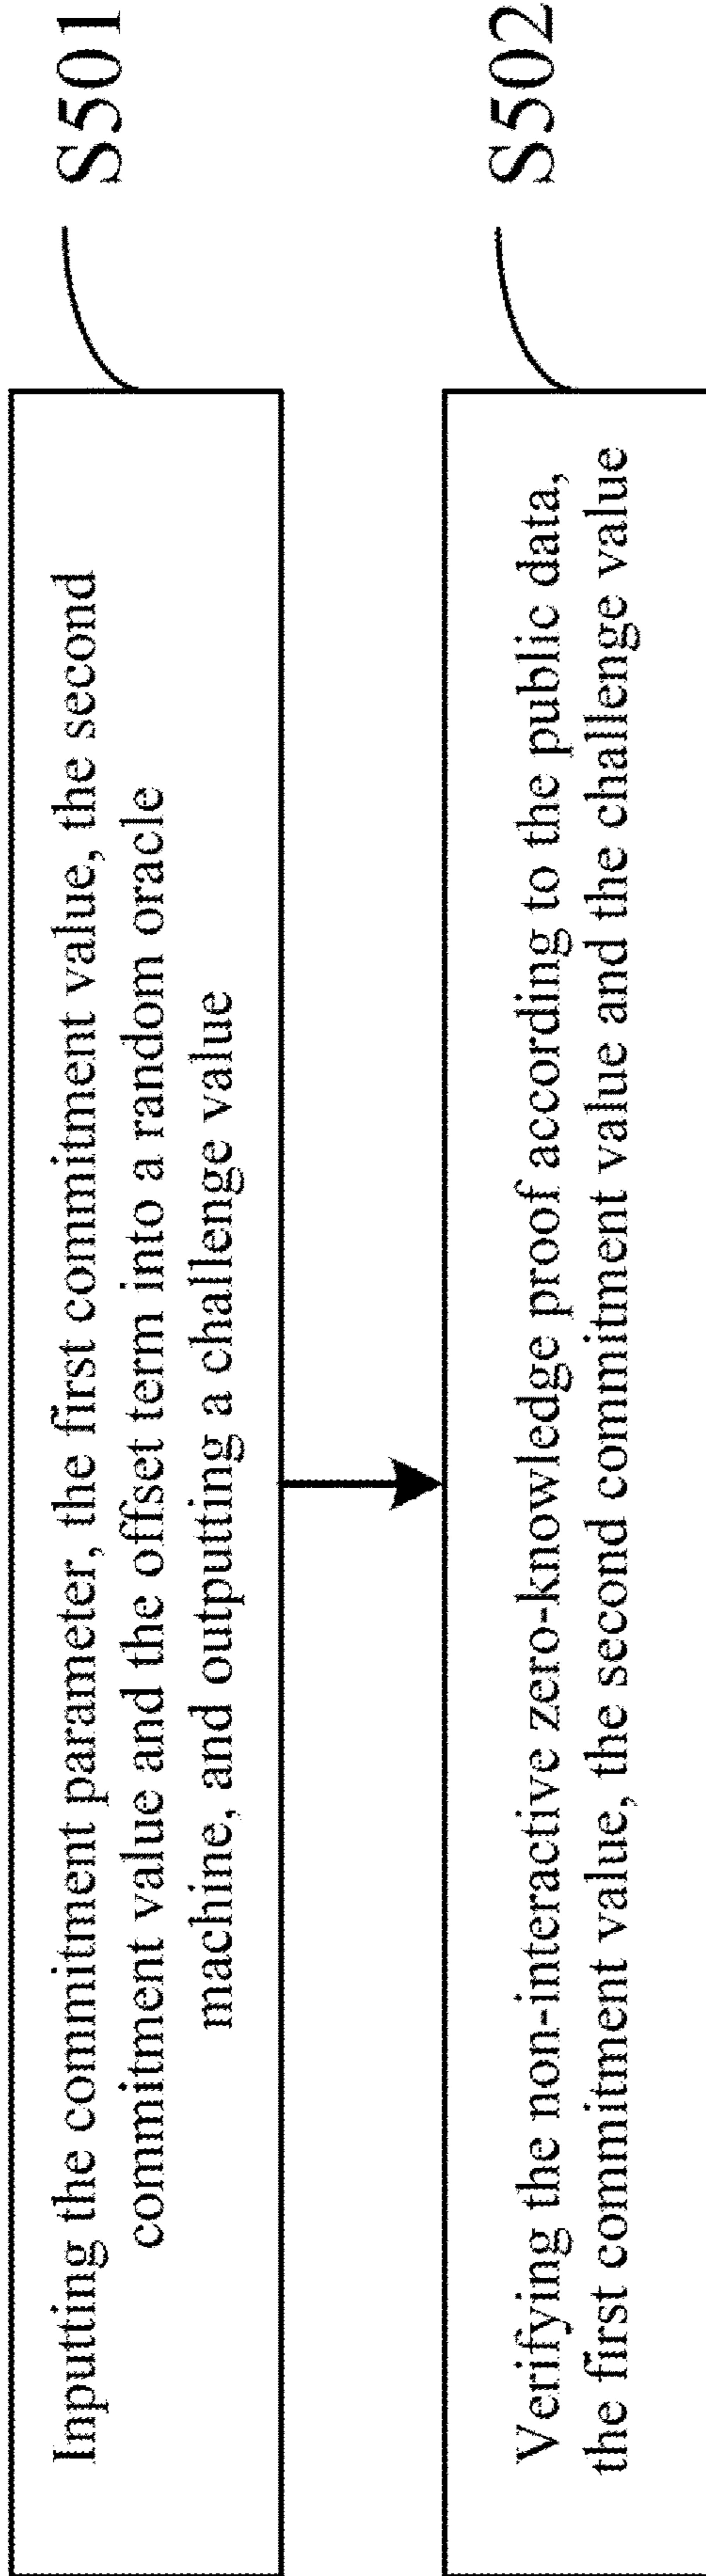 Inputting the commitment parameter, the first commitment value, the second
commitment value and the offset term into a random oracle
machine, and outputting a challenge value
S501
Verifying the non-interactive zero-knowledge proof according to the public data,
the first commitment value, the second commitment value and the challenge value
S502